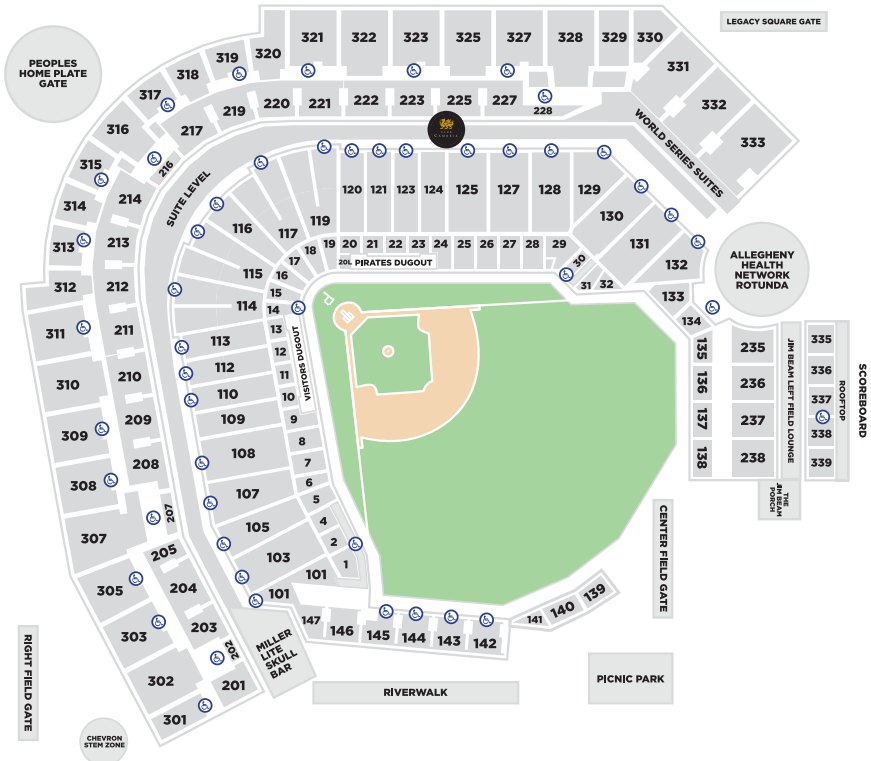 LEGACY SQUARE GATE
PEOPLES
HOME PLATE
GATE
320 321 322 323 325 327 328 329 330
319
318
317
316
315
314
313
312
311
310
309
308
307
305
303
302
301
331
332
333
WORLD SERIES SUITES
220 221 222 223 225 227 228
219
217
216
214
213
212
211
210
209
208
207
205
204
203
202
201
SUITE LEVEL
119 120 121 123 124 125 127 128 129
117
116
115
114
113
112
110
109
108
107
105
103
101
101
130
131
132
133
134
135
136
137
138
18 19 20 21 22 23 24 25 26 27 28 29
17
16
15
14
13
12
11
10
9
8
7
6
5
4
2
1
30
31 32
20L PIRATES DUGOUT
VISITORS DUGOUT
ALLEGHENY
HEALTH
NETWORK
ROTUNDA
235
236
237
238
JIM BEAM LEFT FIELD LOUNGE
335
336
337
338
339
ROOFTOP
SCOREBOARD
THE
JIM BEAM
PORCH
CENTER FIELD GATE
147 146 145 144 143 142 141 140 139
MILLER
LITE
SKULL
BAR
RIVERWALK
PICNIC PARK
RIGHT FIELD GATE
CHEVRON
STEM ZONE